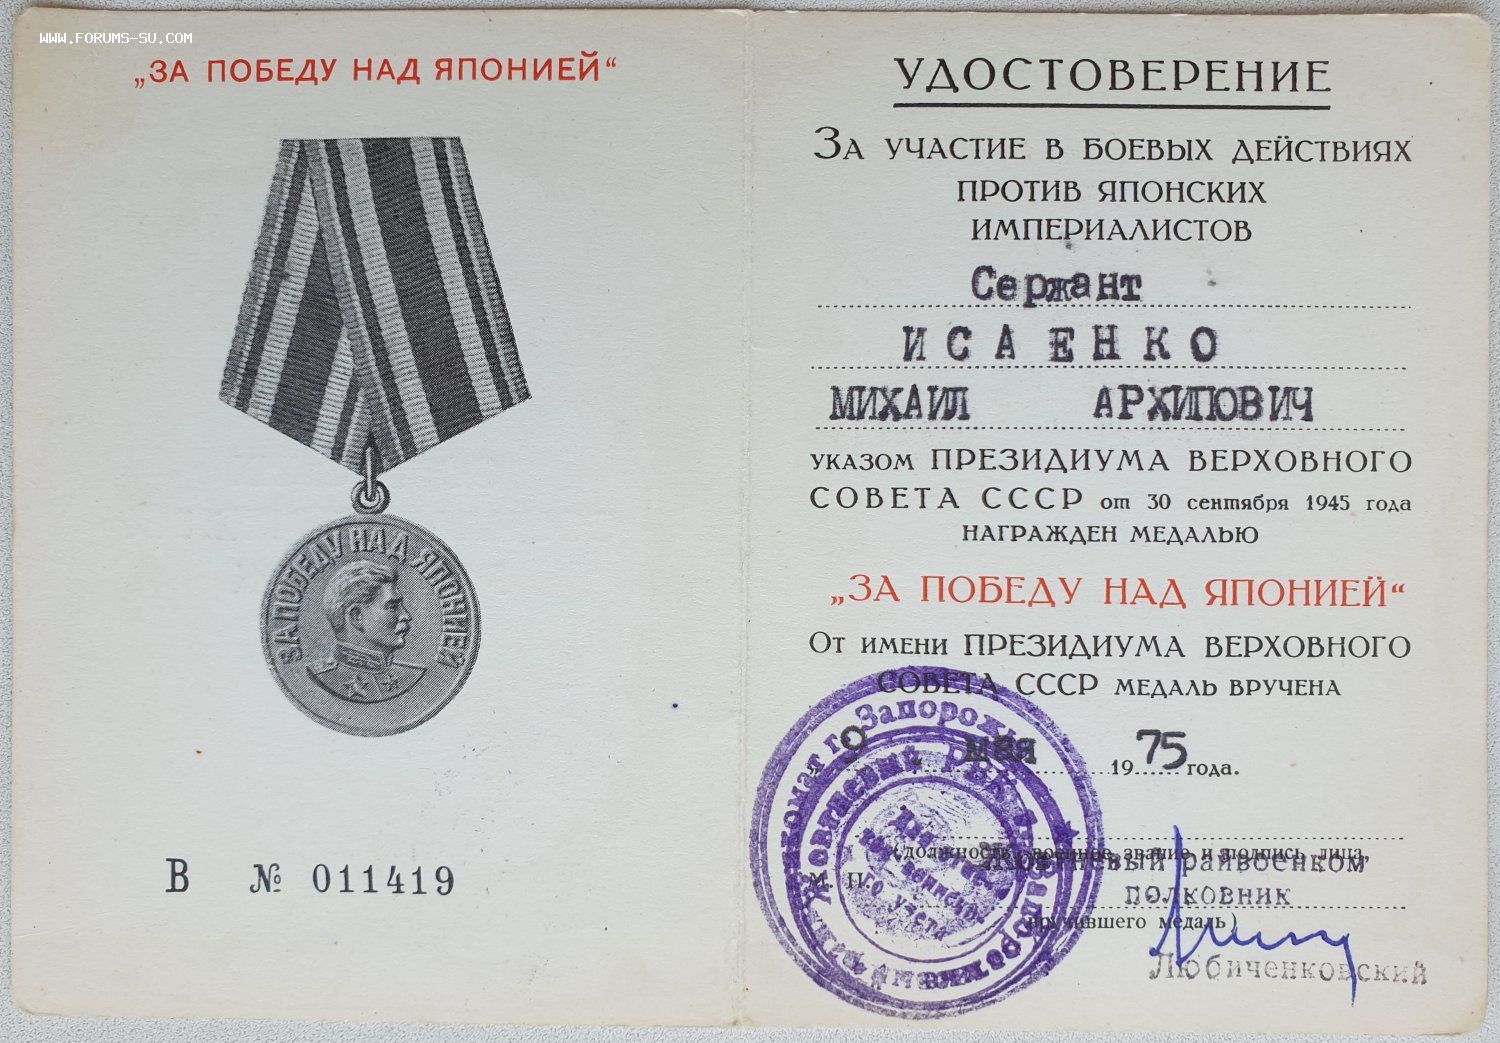 WWW.FORUMS-SU.COM
„ЗА ПОБЕДУ НАД ЯПОНИЕЙ“
ЗА ПОБЕДУ НАД ЯПОНИЕЙ
В № 011419
УДОСТОВЕРЕНИЕ
ЗА УЧАСТИЕ В БОЕВЫХ ДЕЙСТВИЯХ
ПРОТИВ ЯПОНСКИХ
ИМПЕРИАЛИСТОВ
Сержант
ИСАЕНКО
МИХАИЛ АРХИПОВИЧ
УКАЗОМ ПРЕЗИДИУМА ВЕРХОВНОГО
СОВЕТА СССР от 30 сентября 1945 года
НАГРАЖДЕН МЕДАЛЬЮ
„ЗА ПОБЕДУ НАД ЯПОНИЕЙ“
ОТ ИМЕНИ ПРЕЗИДИУМА ВЕРХОВНОГО
СОВЕТА СССР МЕДАЛЬ ВРУЧЕНА
9 мая 1975 года.
(должность, военное звание и подпись лица,
райвоенком
М. П.
полковник
вручившего медаль)
Любиченковский